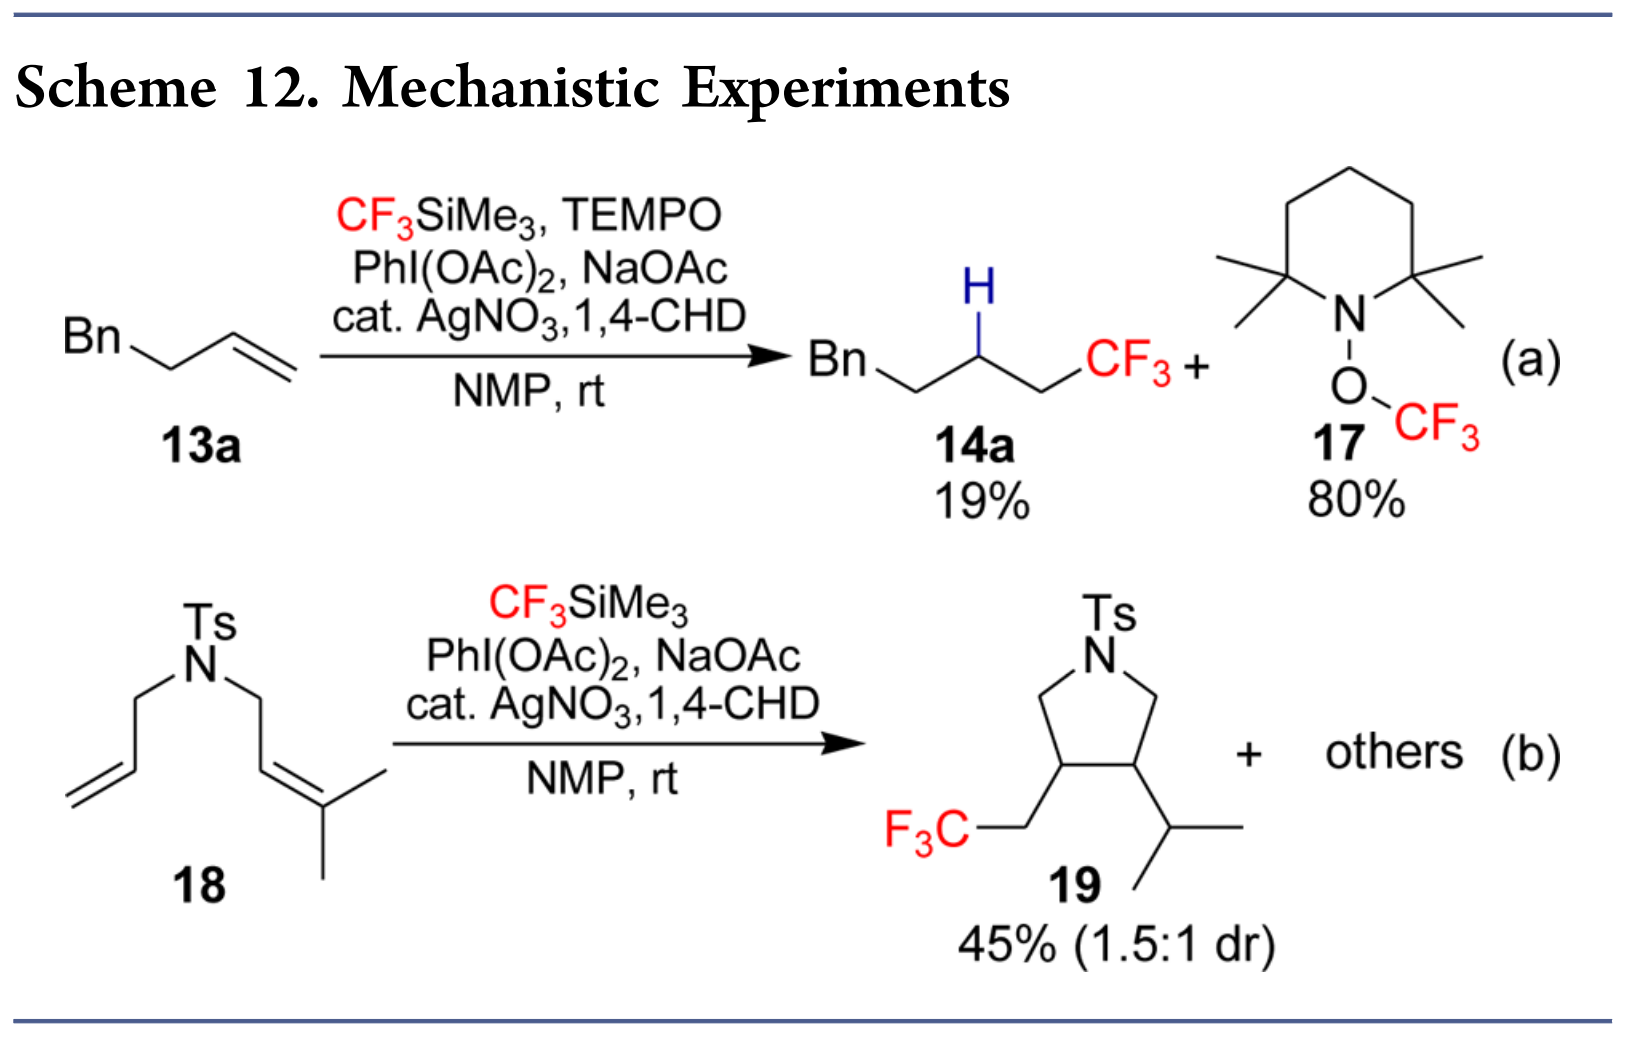 Scheme 12. Mechanistic Experiments
CF₃SiMe₃, TEMPO
PhI(OAc)₂, NaOAc
cat. AgNO₃,1,4-CHD
NMP, rt
Bn
13a
H
Bn
CF₃
+
14a
19%
N
O
CF₃
17
80%
(a)
Ts
N
18
CF₃SiMe₃
PhI(OAc)₂, NaOAc
cat. AgNO₃,1,4-CHD
NMP, rt
Ts
N
F₃C
19
45% (1.5:1 dr)
+ others (b)